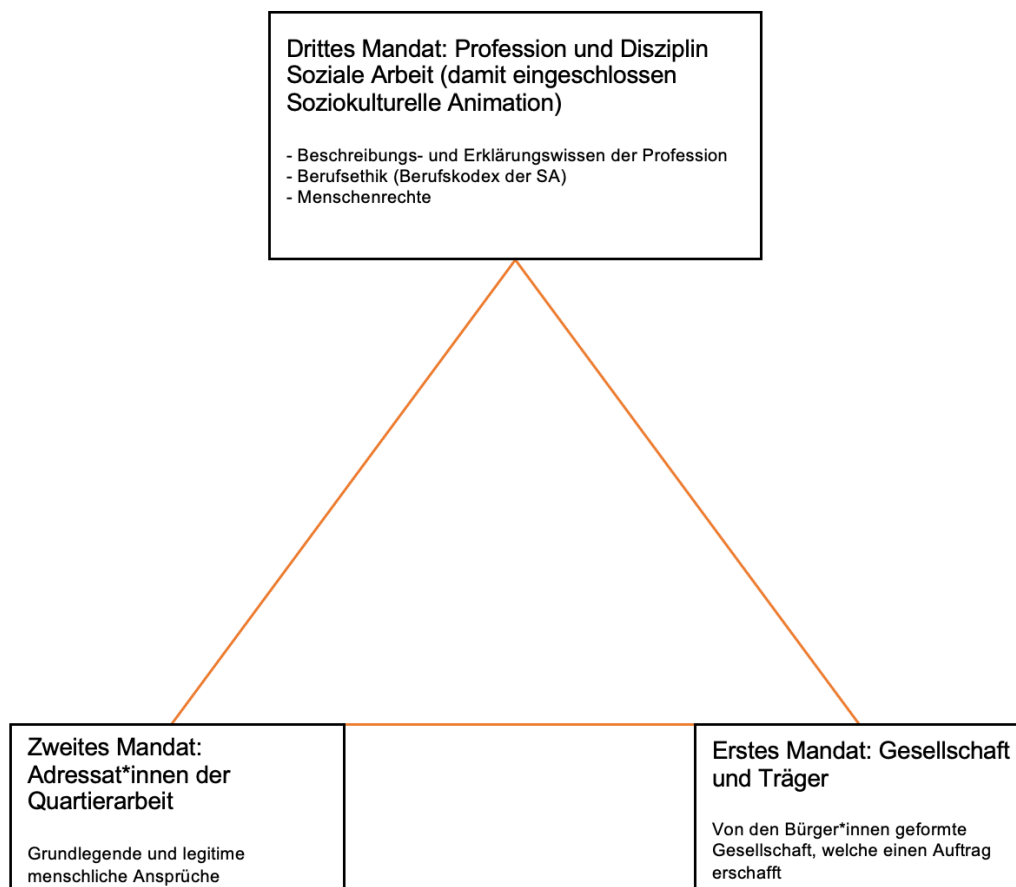 Drittes Mandat: Profession und Disziplin
Soziale Arbeit (damit eingeschlossen
Soziokulturelle Animation)
- Beschreibungs- und Erklärungswissen der Profession
- Berufsethik (Berufskodex der SA)
- Menschenrechte
Zweites Mandat:
Adressat*innen der
Quartierarbeit
Grundlegende und legitime
menschliche Ansprüche
Erstes Mandat: Gesellschaft
und Träger
Von den Bürger*innen geformte
Gesellschaft, welche einen Auftrag
erschafft